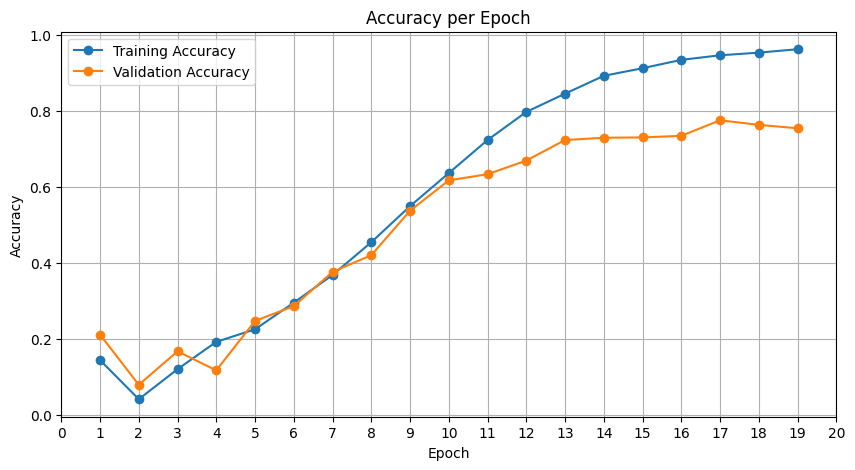 Accuracy per Epoch
Training Accuracy
Validation Accuracy
1.0
0.8
0.6
0.4
0.2
0.0
Accuracy
0 1 2 3 4 5 6 7 8 9 10 11 12 13 14 15 16 17 18 19 20
Epoch